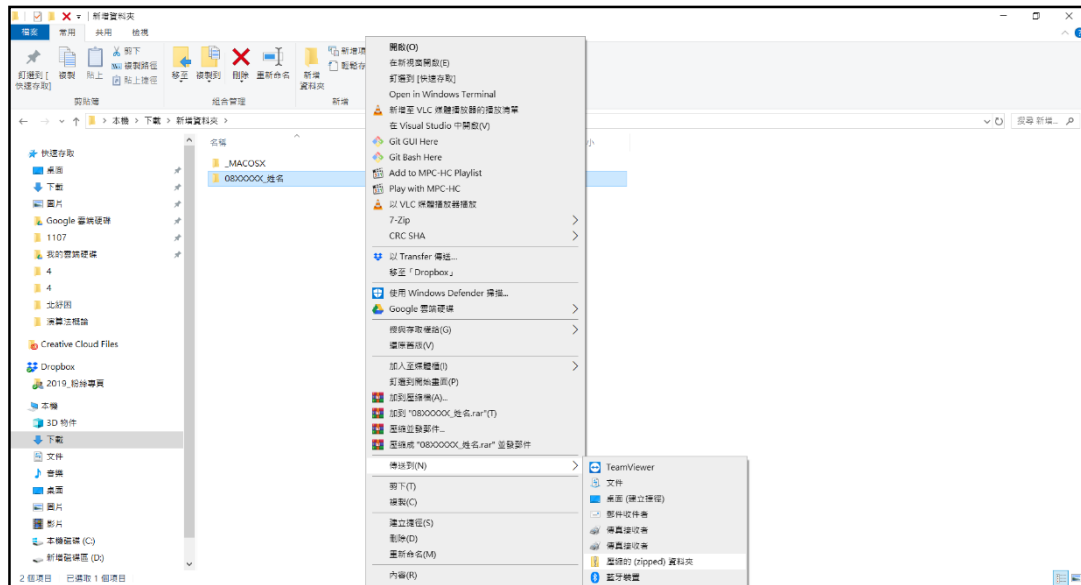 新增資料夾
檔案 常用 共用 檢視
釘選到 [快速存取]
複製
貼上
剪下
複製路徑
貼上捷徑
剪貼簿
移至
複製到
刪除
重新命名
組合管理
新增
資料夾
新增項
輕鬆存
新增
本機 > 下載 > 新增資料夾 >
搜尋 新增...
快速存取
桌面
下載
圖片
Google 雲端硬碟
1107
我的雲端硬碟
4
4
北紓困
演算法概論
Creative Cloud Files
Dropbox
2019_粉絲專頁
本機
3D 物件
下載
文件
音樂
桌面
圖片
影片
本機磁碟 (C:)
新增磁碟區 (D:)
2 個項目 已選取 1 個項目
名稱
小
_MACOSX
08XXXXX_姓名
開啟(O)
在新視窗開啟(E)
釘選到 [快速存取]
Open in Windows Terminal
新增至 VLC 媒體播放器的播放清單
在 Visual Studio 中開啟(V)
Git GUI Here
Git Bash Here
Add to MPC-HC Playlist
Play with MPC-HC
以 VLC 媒體播放器播放
7-Zip
CRC SHA
以 Transfer 傳送...
移至「Dropbox」
使用 Windows Defender 掃描...
Google 雲端硬碟
授與存取權給(G)
還原舊版(V)
加入至媒體櫃(I)
釘選到開始畫面(P)
加到壓縮檔(A)...
加到 "08XXXXX_姓名.rar"(T)
壓縮並發郵件...
壓縮成 "08XXXXX_姓名.rar" 並發郵件
傳送到(N)
剪下(T)
複製(C)
建立捷徑(S)
刪除(D)
重新命名(M)
內容(R)
TeamViewer
文件
桌面 (建立捷徑)
郵件收件者
傳真接收者
傳真接收者
壓縮的 (zipped) 資料夾
藍牙裝置